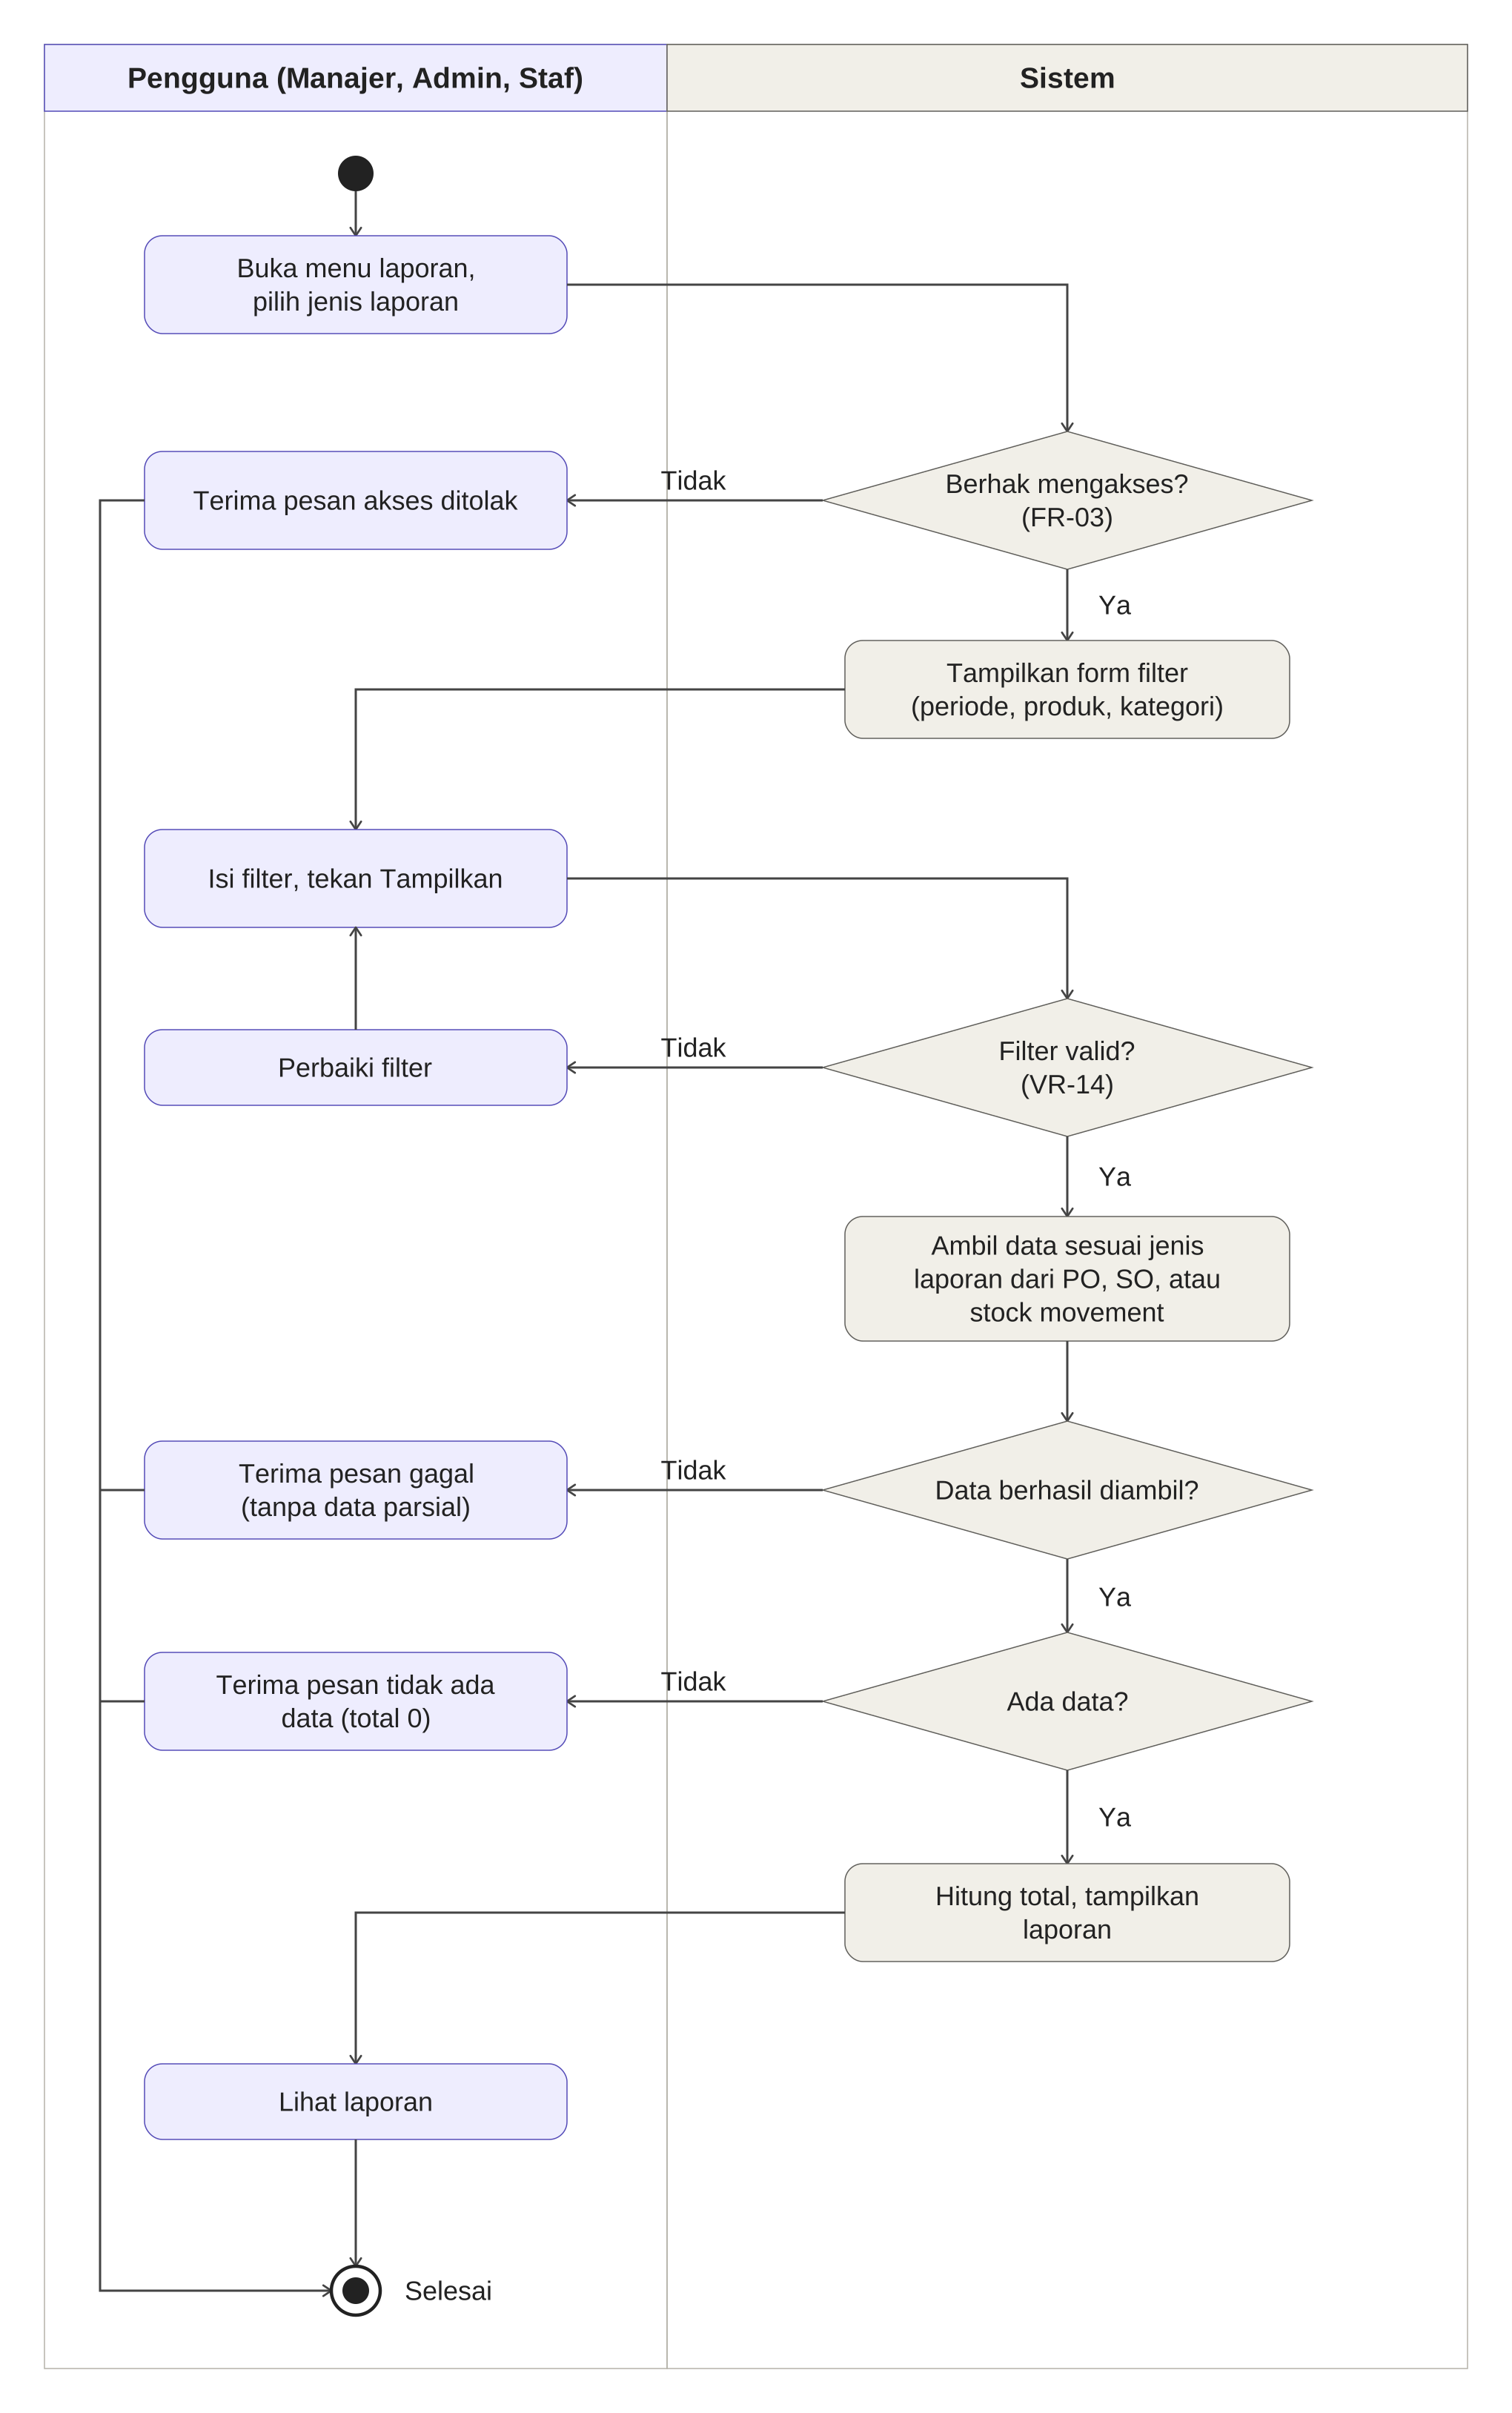 Pengguna (Manajer, Admin, Staf)
Sistem
Buka menu laporan,
pilih jenis laporan
Berhak mengakses?
(FR-03)
Tidak
Terima pesan akses ditolak
Ya
Tampilkan form filter
(periode, produk, kategori)
Isi filter, tekan Tampilkan
Filter valid?
(VR-14)
Tidak
Perbaiki filter
Ya
Ambil data sesuai jenis
laporan dari PO, SO, atau
stock movement
Data berhasil diambil?
Tidak
Terima pesan gagal
(tanpa data parsial)
Ya
Ada data?
Tidak
Terima pesan tidak ada
data (total 0)
Ya
Hitung total, tampilkan
laporan
Lihat laporan
Selesai